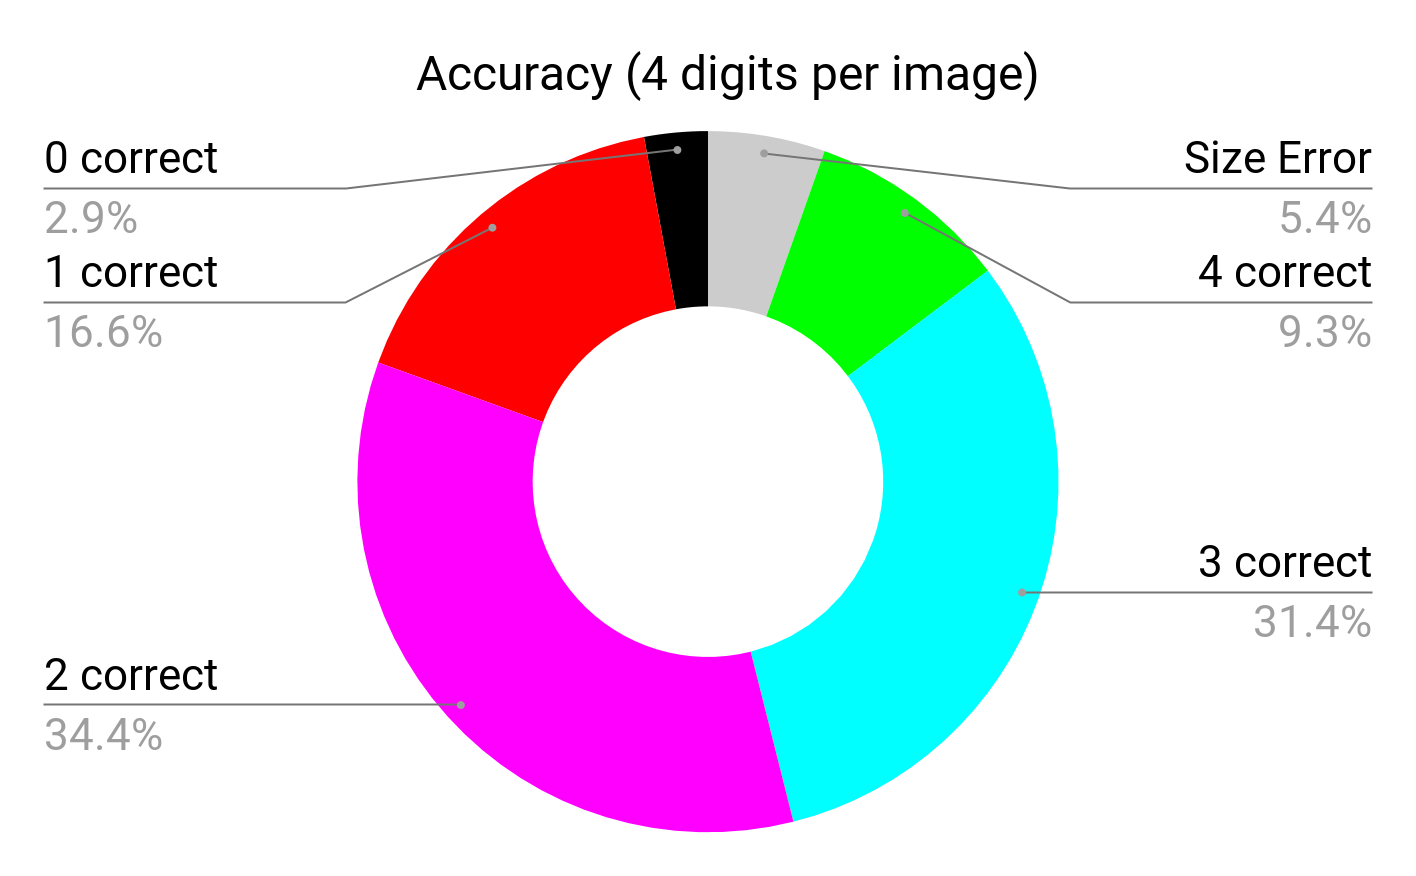 Accuracy (4 digits per image)
0 correct
2.9%
1 correct
16.6%
2 correct
34.4%
Size Error
5.4%
4 correct
9.3%
3 correct
31.4%